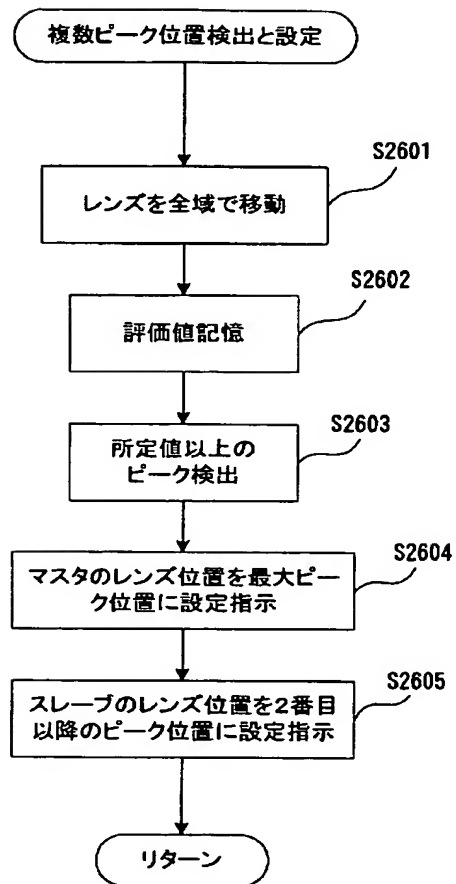 複数ピーク位置検出と設定
S2601
レンズを全域で移動
S2602
評価値記憶
S2603
所定値以上の
ピーク検出
S2604
マスタのレンズ位置を最大ピー
ク位置に設定指示
S2605
スレーブのレンズ位置を2番目
以降のピーク位置に設定指示
リターン